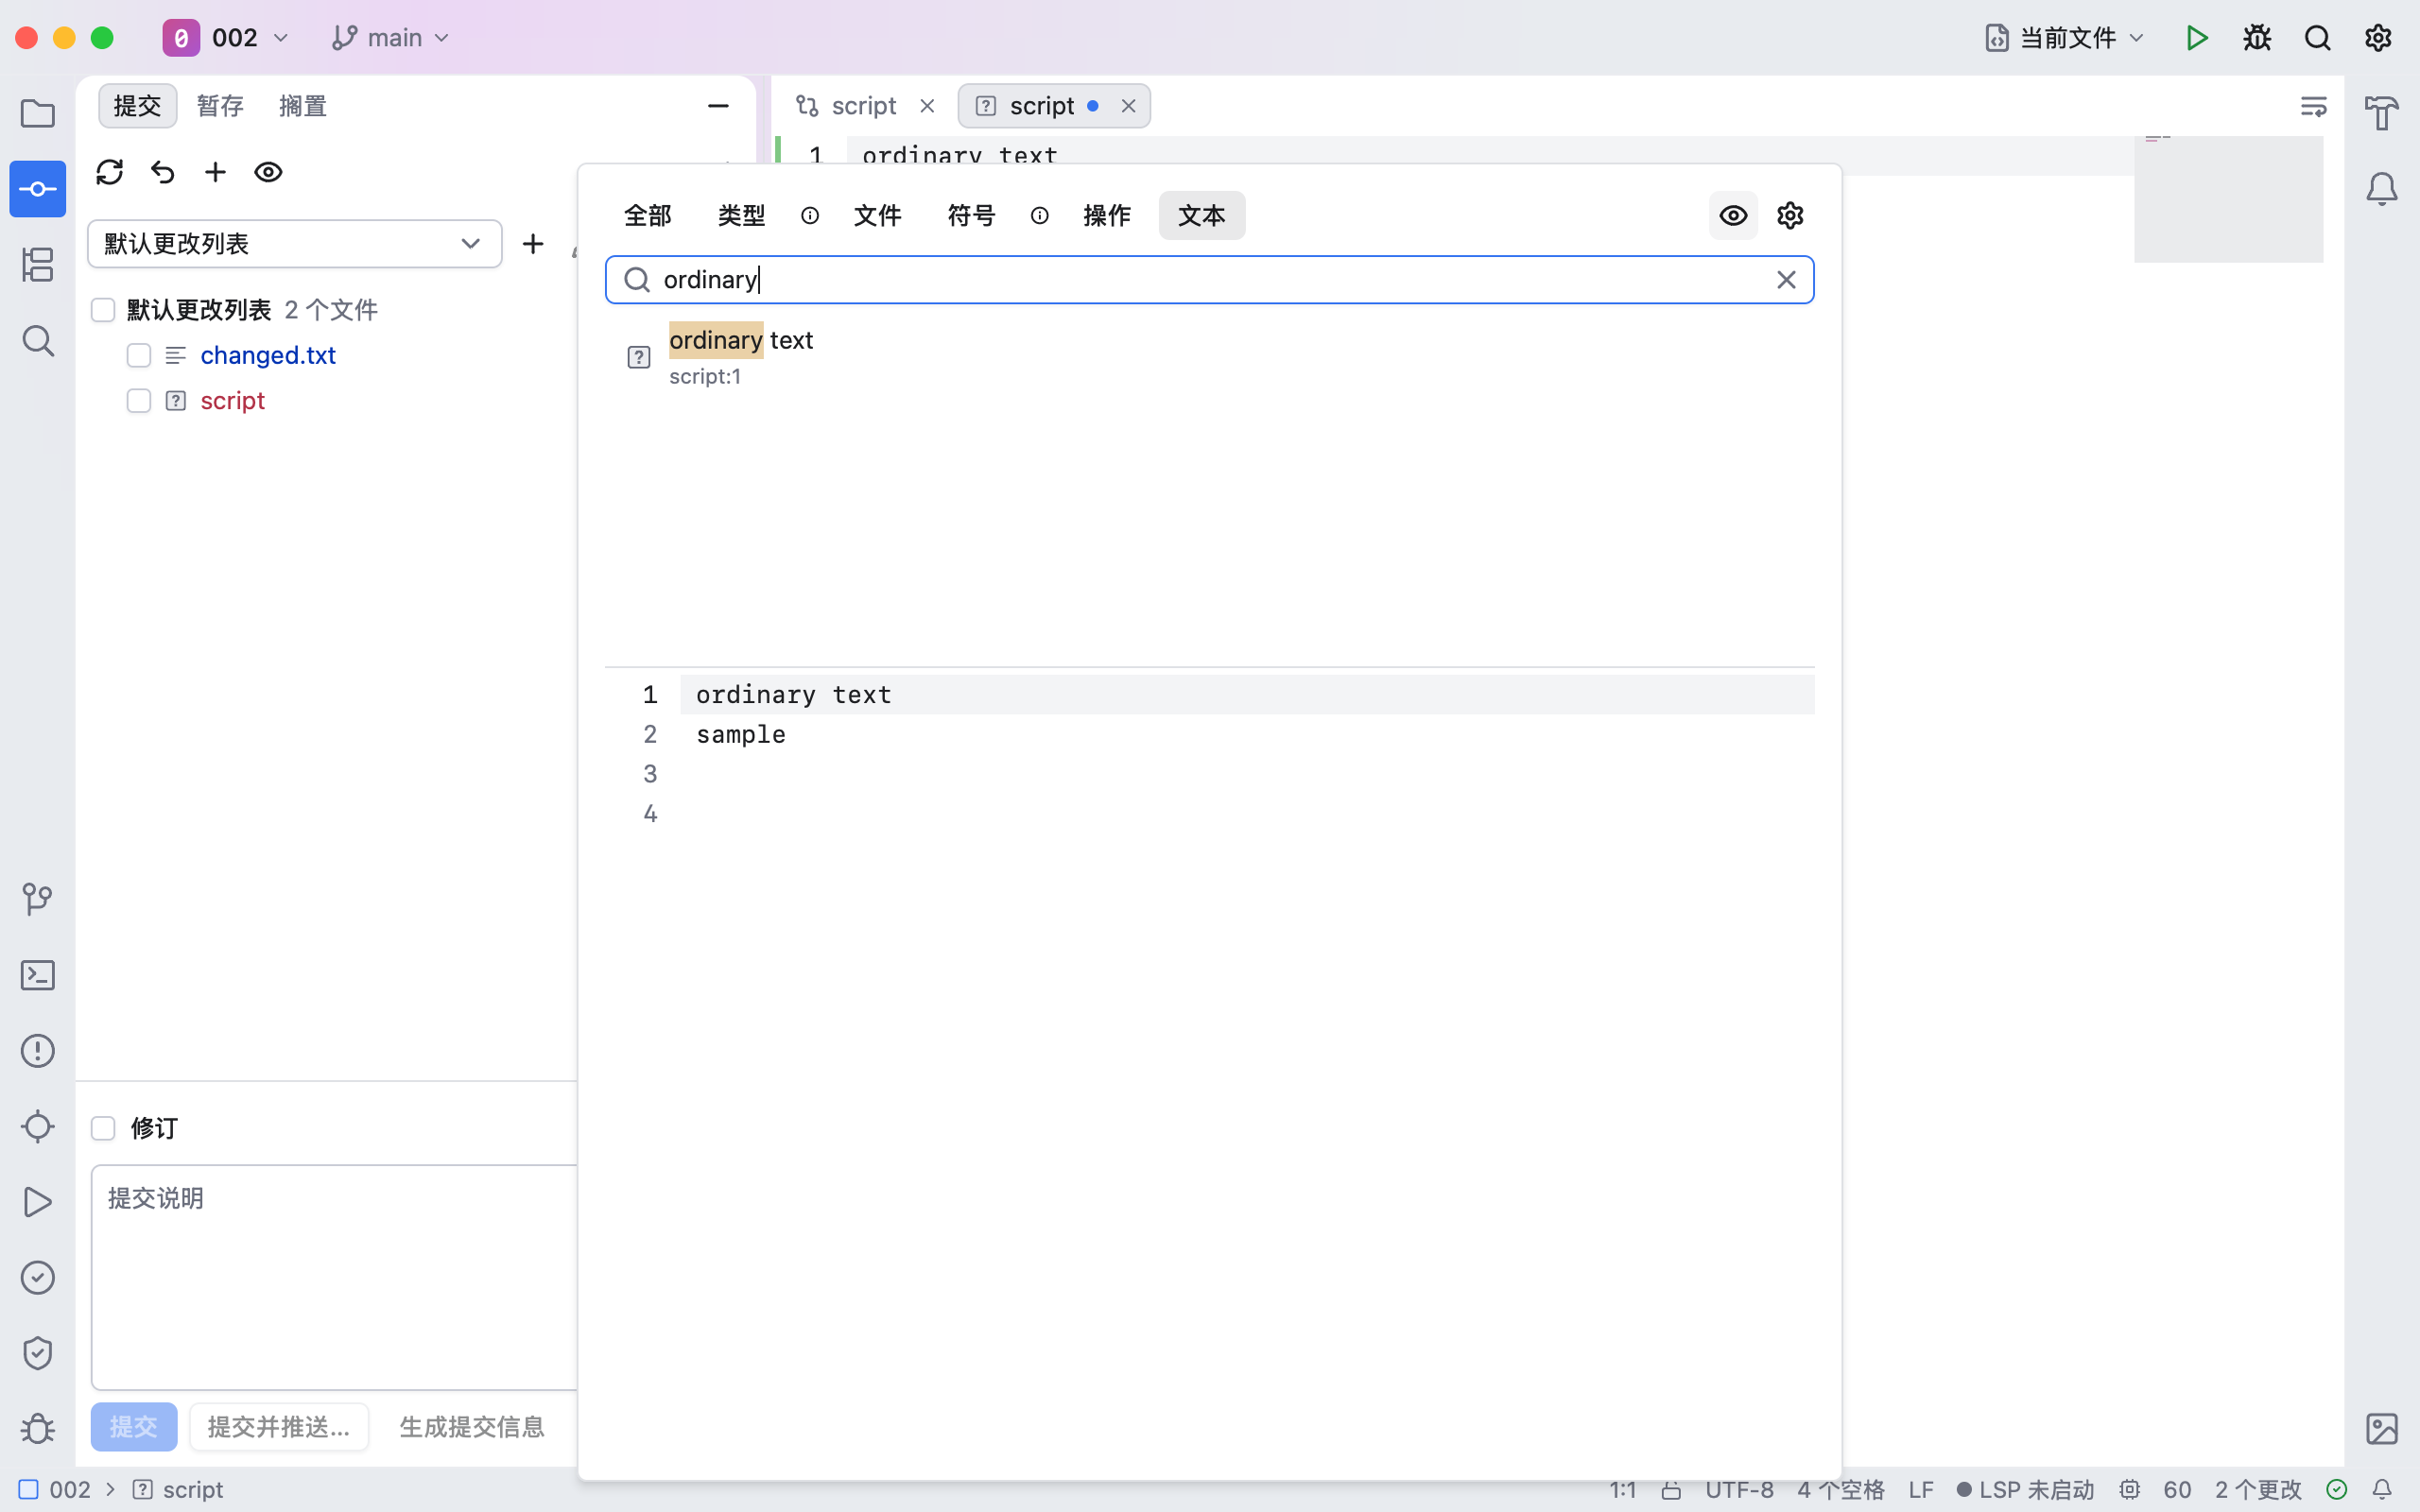 0 002 main 当前文件
提交 暂存 搁置
script script
1 ordinary text
默认更改列表
默认更改列表 2 个文件
changed.txt
script
全部 类型 文件 符号 操作 文本
ordinary
ordinary text
script:1
1 ordinary text
2 sample
3
4
修订
提交说明
提交 提交并推送... 生成提交信息
002 script 1:1 UTF-8 4 个空格 LF LSP 未启动 60 2 个更改